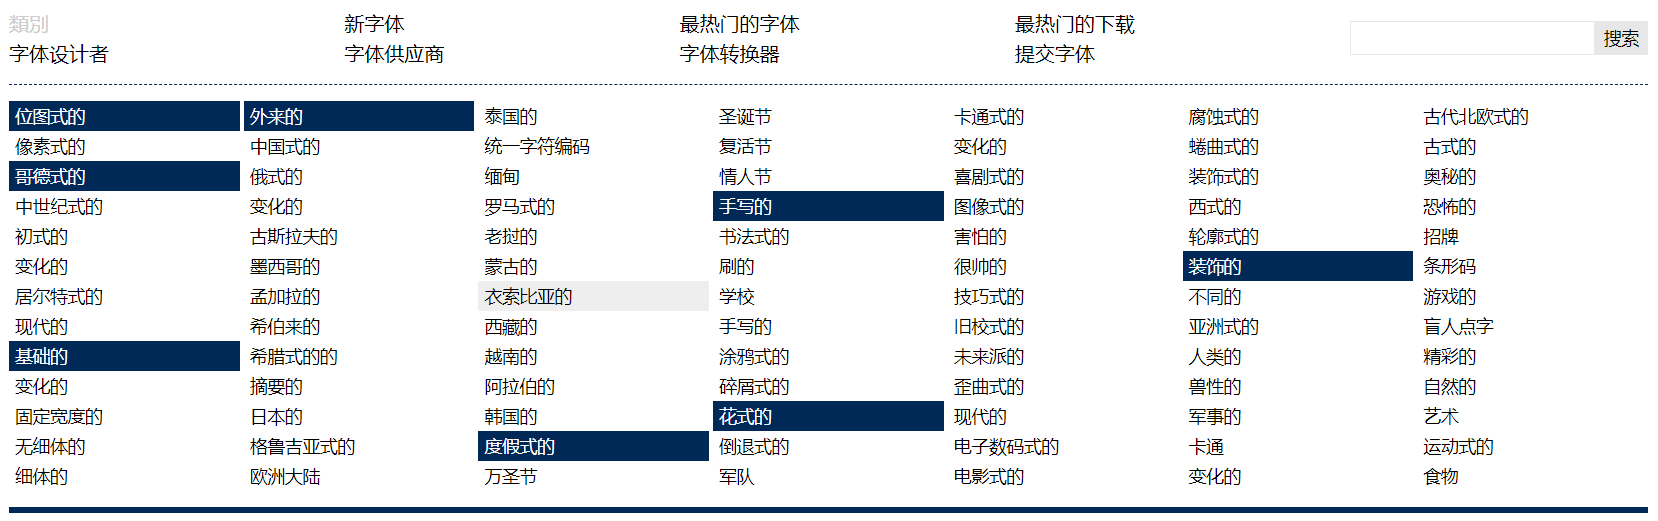 類別
新字体
最热门的字体
最热门的下载
搜索
字体设计者
字体供应商
字体转换器
提交字体
位图式的
像素式的
哥德式的
中世纪式的
初式的
变化的
居尔特式的
现代的
基础的
变化的
固定宽度的
无细体的
细体的
外来的
中国式的
俄式的
变化的
古斯拉夫的
墨西哥的
孟加拉的
希伯来的
希腊式的的
摘要的
日本的
格鲁吉亚式的
欧洲大陆
泰国的
统一字符编码
缅甸
罗马式的
老挝的
蒙古的
衣索比亚的
西藏的
越南的
阿拉伯的
韩国的
度假式的
万圣节
圣诞节
复活节
情人节
手写的
书法式的
刷的
学校
手写的
涂鸦式的
碎屑式的
花式的
倒退式的
军队
卡通式的
变化的
喜剧式的
图像式的
害怕的
很帅的
技巧式的
旧校式的
未来派的
歪曲式的
现代的
电子数码式的
电影式的
腐蚀式的
蜷曲式的
装饰式的
西式的
轮廓式的
装饰的
不同的
亚洲式的
人类的
兽性的
军事的
卡通
变化的
古代北欧式的
古式的
奥秘的
恐怖的
招牌
条形码
游戏的
盲人点字
精彩的
自然的
艺术
运动式的
食物